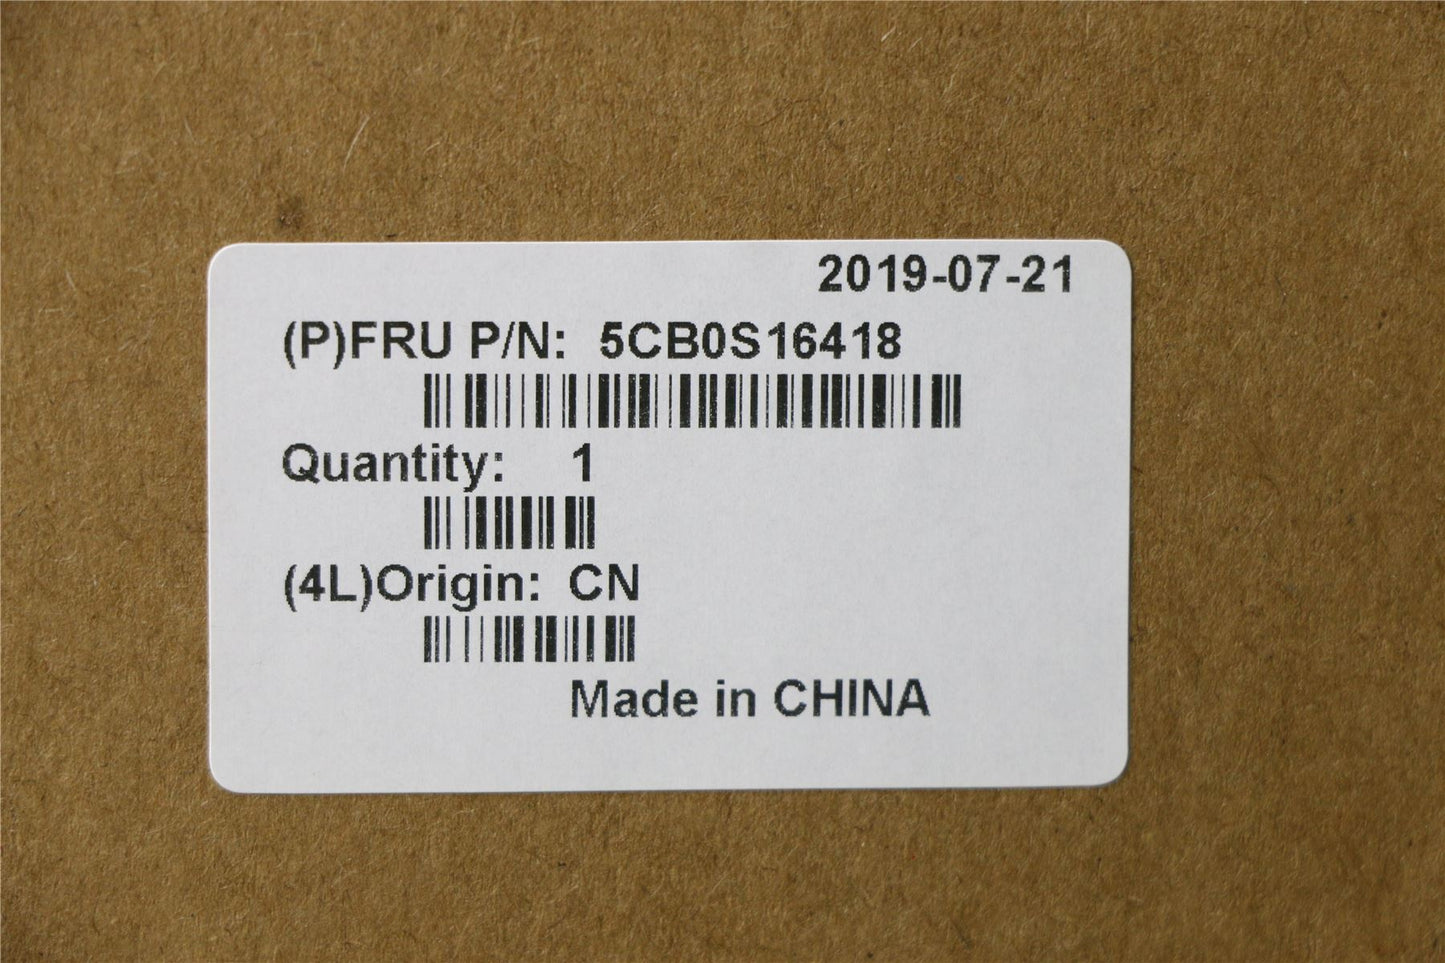 2019-07-21
(P)FRU P/N: 5CB0S16418
Quantity: 1
(4L)Origin: CN
Made in CHINA